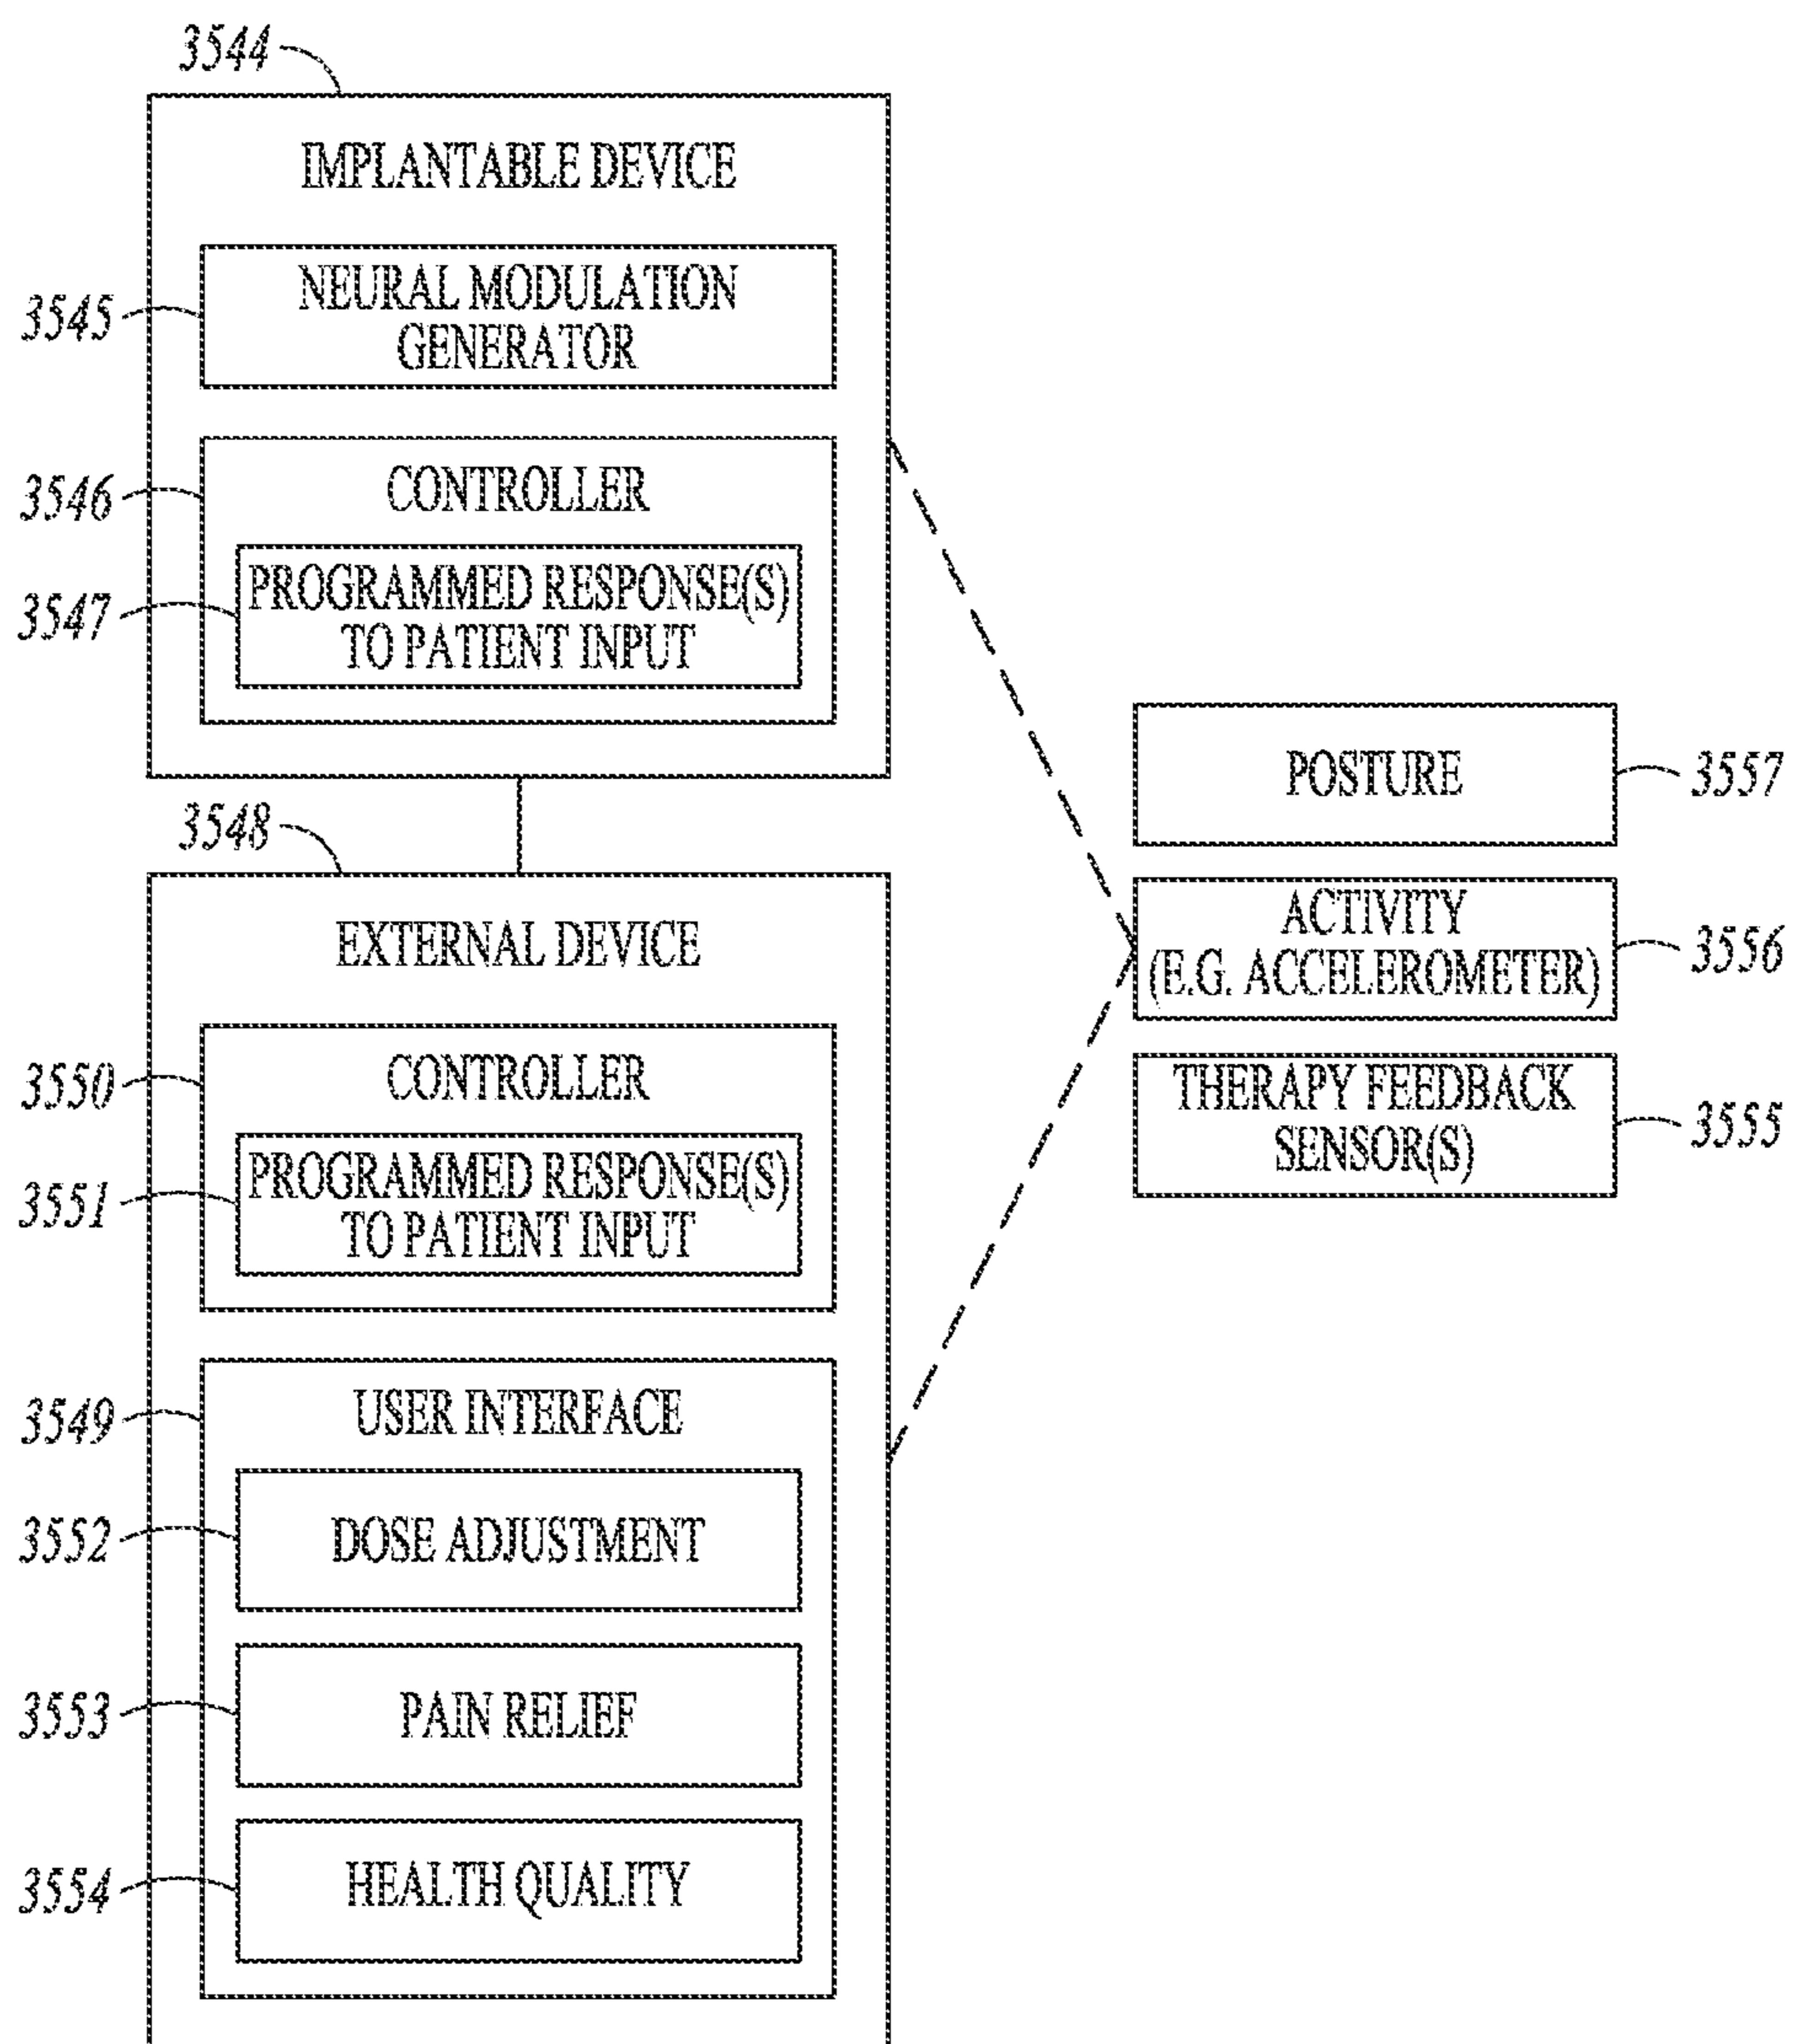 3544
IMPLANTABLE DEVICE
3545
NEURAL MODULATION
GENERATOR
3546
CONTROLLER
3547
PROGRAMMED RESPONSE(S)
TO PATIENT INPUT
3548
EXTERNAL DEVICE
3550
CONTROLLER
3551
PROGRAMMED RESPONSE(S)
TO PATIENT INPUT
3549
USER INTERFACE
3552
DOSE ADJUSTMENT
3553
PAIN RELIEF
3554
HEALTH QUALITY
POSTURE
3557
ACTIVITY
(E.G. ACCELEROMETER)
3556
THERAPY FEEDBACK
SENSOR(S)
3555